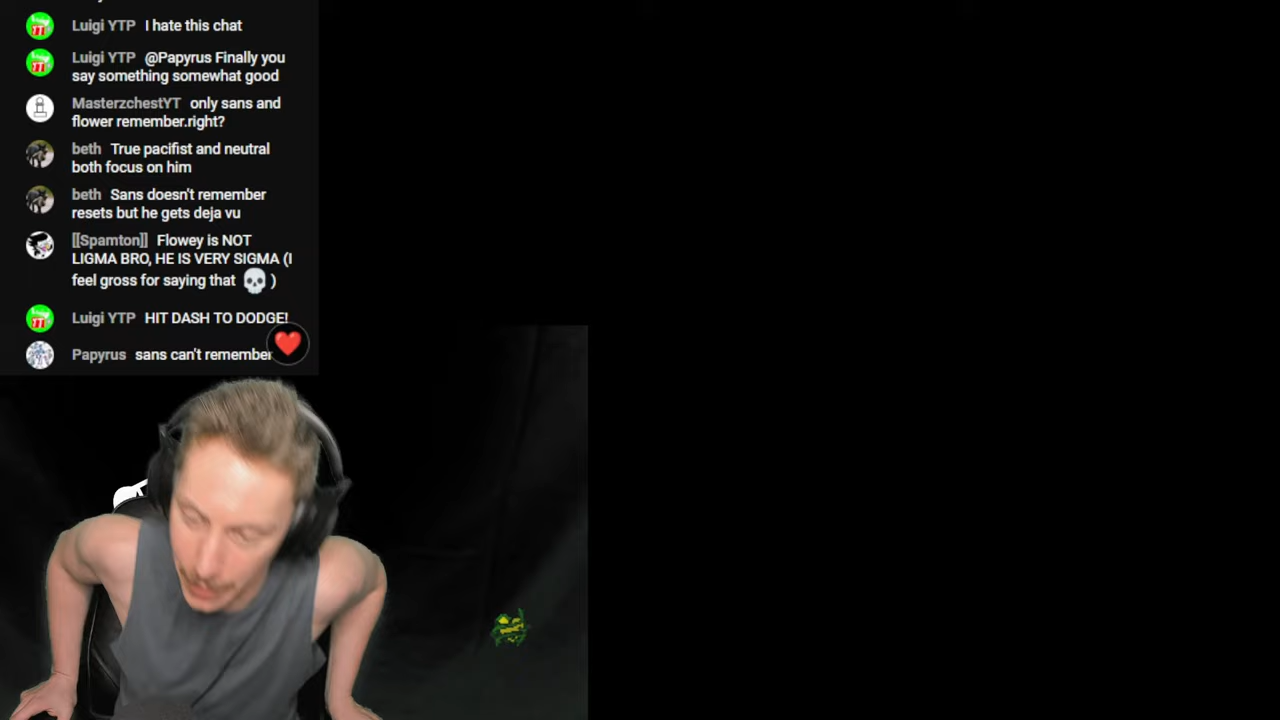 Luigi YTP I hate this chat
Luigi YTP @Papyrus Finally you
say something somewhat good
MasterzchestYT only sans and
flower remember.right?
beth True pacifist and neutral
both focus on him
beth Sans doesn't remember
resets but he gets deja vu
[[Spamton]] Flowey is NOT
LIGMA BRO, HE IS VERY SIGMA (I
feel gross for saying that 💀 )
Luigi YTP HIT DASH TO DODGE!
Papyrus sans can't remember